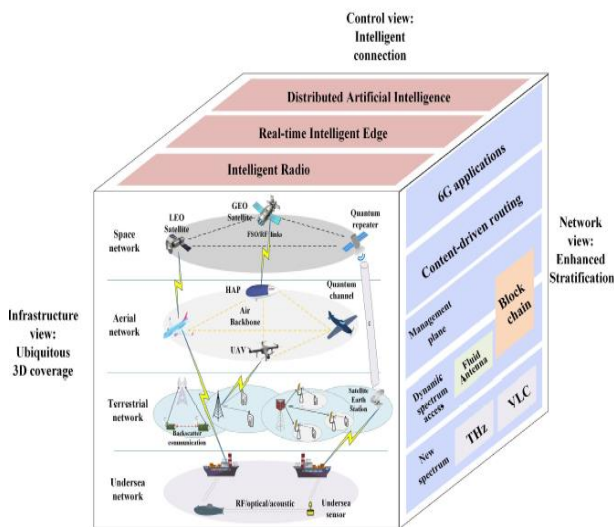 Control view:
Intelligent
connection
Distributed Artificial Intelligence
Real-time Intelligent Edge
Intelligent Radio
Infrastructure
view:
Ubiquitous
3D coverage
Space
network
LEO
Satellite
GEO
Satellite
FSO/RF links
Quantum
repeater
Aerial
network
HAP
Air
Backbone
UAV
Quantum
channel
Terrestrial
network
Backscatter
communication
Satellite
Earth
Station
Undersea
network
RF/optical/acoustic
Undersea
sensor
6G applications
Content-driven routing
Management
plane
Block
chain
Dynamic
spectrum
access
Fluid
Antenna
New
spectrum
THz
VLC
Network
view:
Enhanced
Stratification